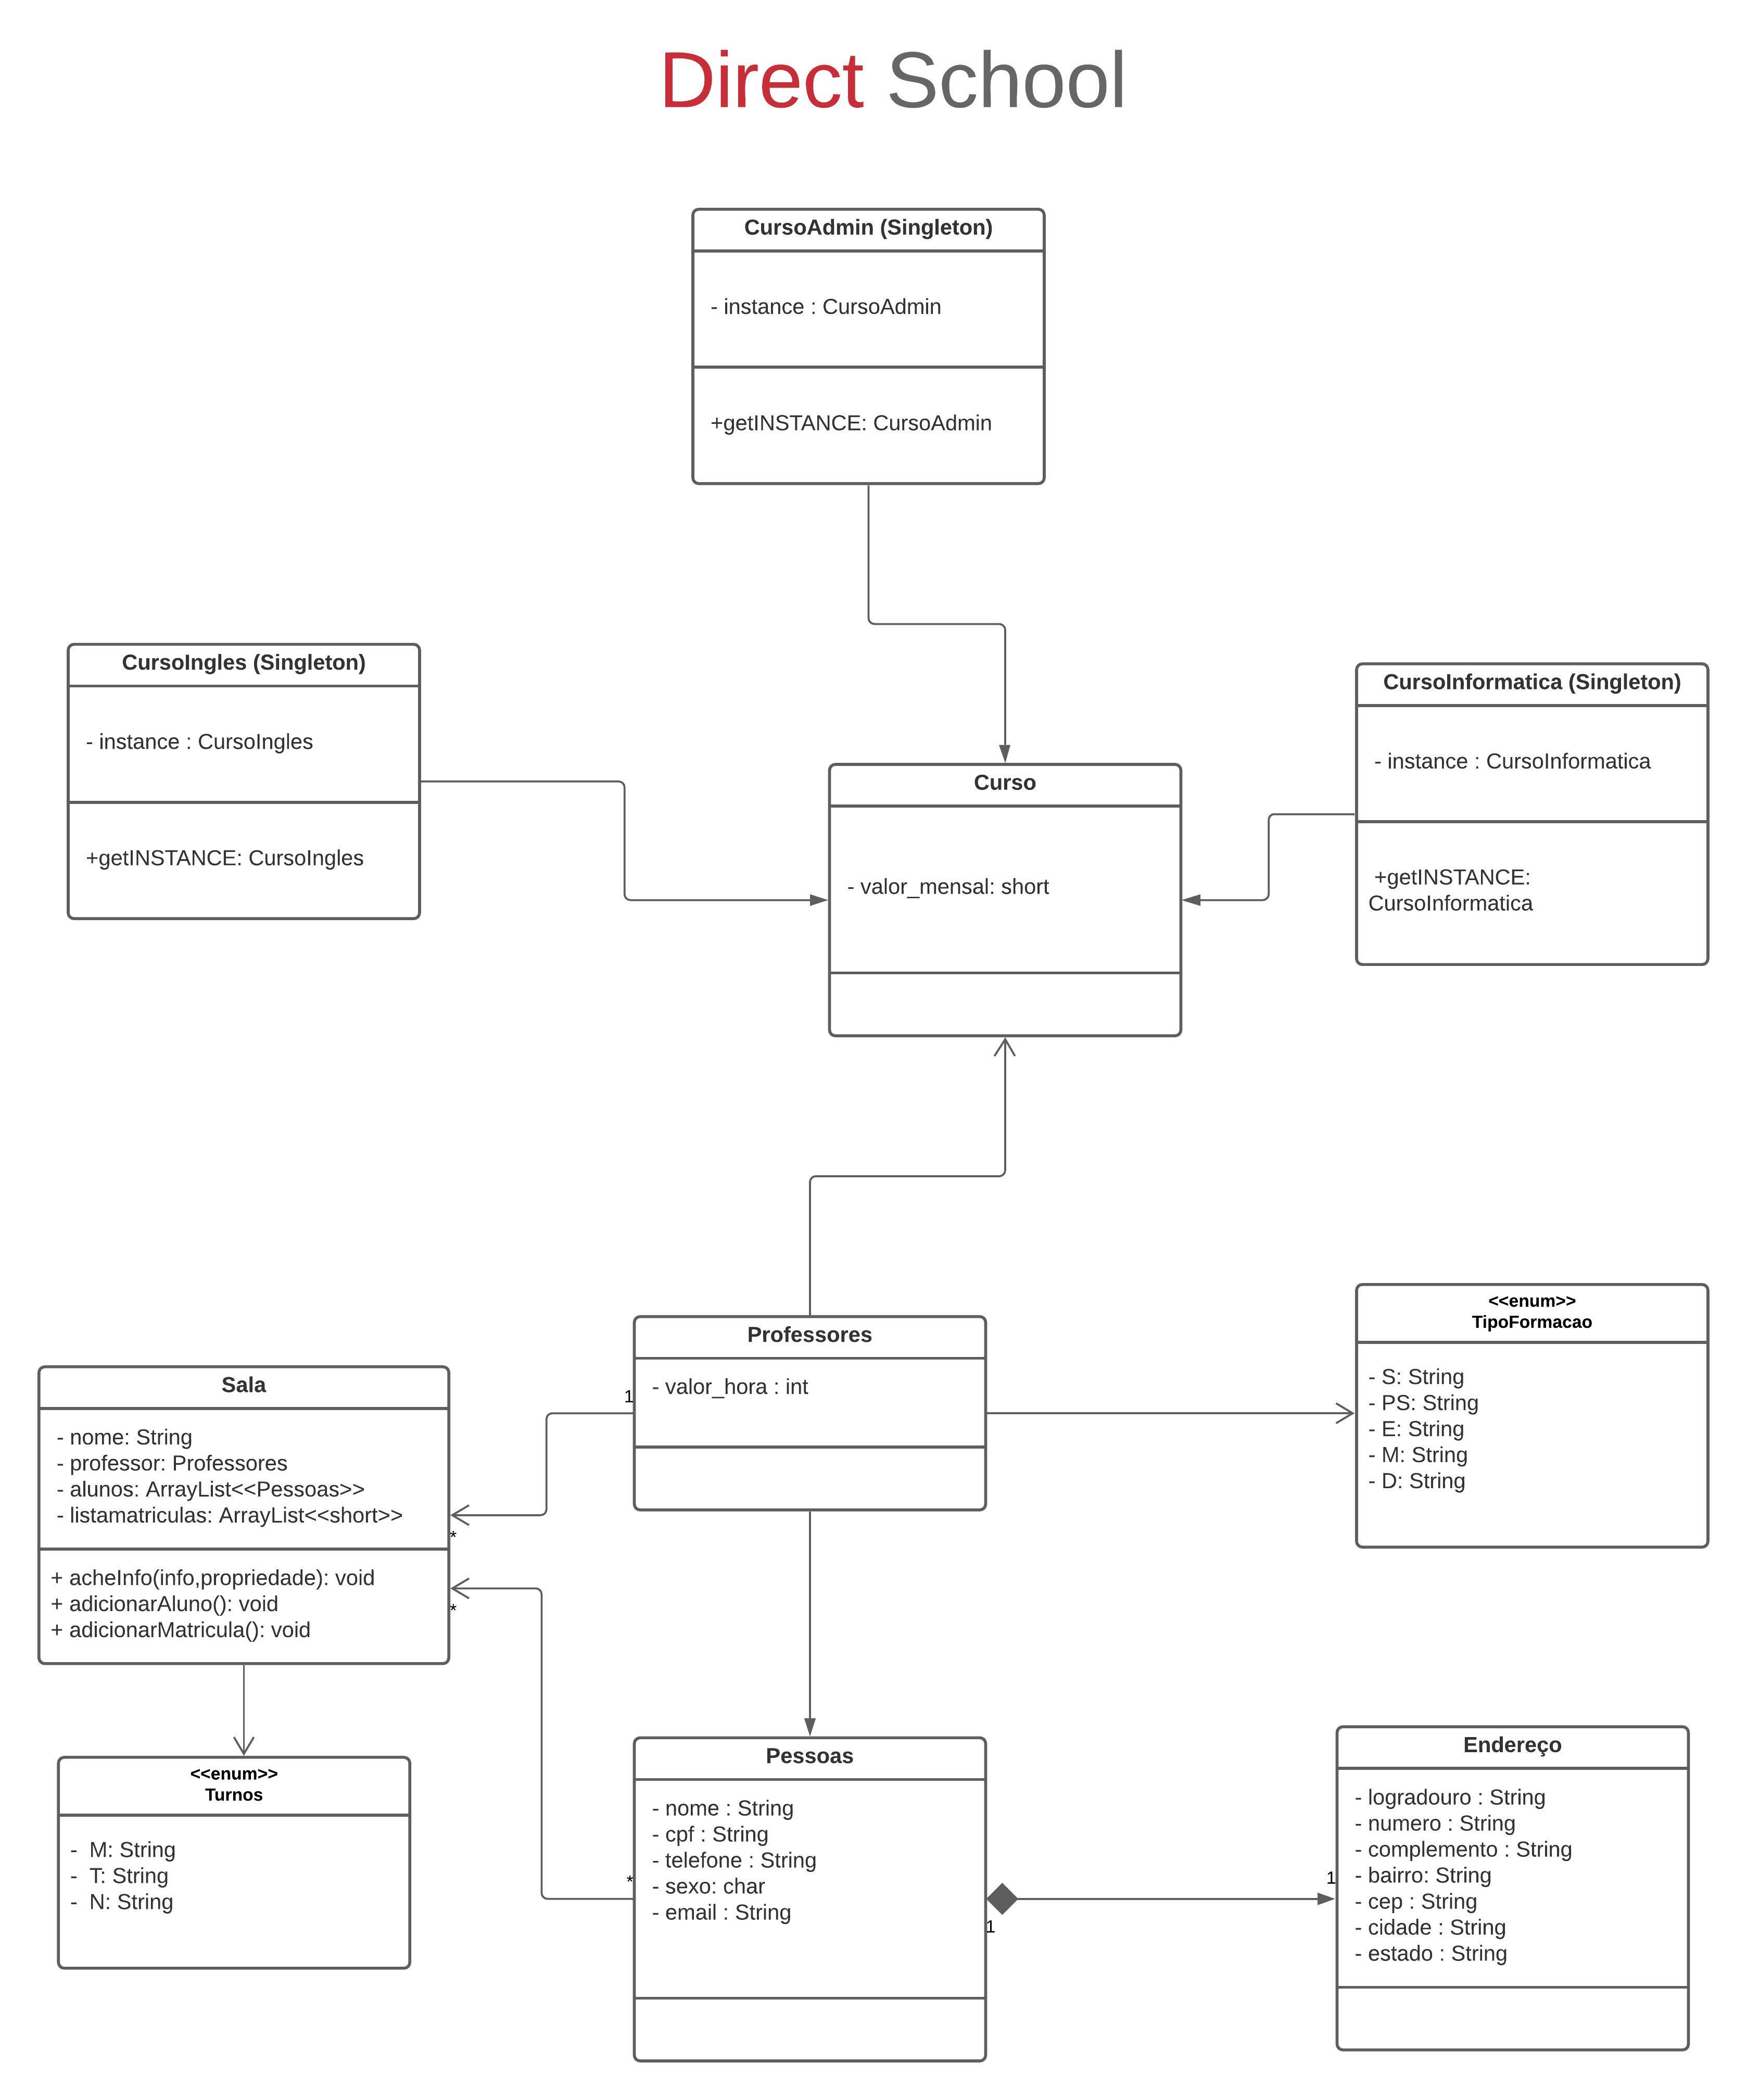 Direct School
CursoAdmin (Singleton)
- instance : CursoAdmin
+getINSTANCE: CursoAdmin
CursoIngles (Singleton)
- instance : CursoIngles
+getINSTANCE: CursoIngles
CursoInformatica (Singleton)
- instance : CursoInformatica
+getINSTANCE:
CursoInformatica
Curso
- valor_mensal: short
Professores
- valor_hora : int
1
<<enum>>
TipoFormacao
- S: String
- PS: String
- E: String
- M: String
- D: String
Sala
- nome: String
- professor: Professores
- alunos: ArrayList<<Pessoas>>
- listamatriculas: ArrayList<<short>>
*
+ acheInfo(info,propriedade): void
+ adicionarAluno(): void
+ adicionarMatricula(): void
*
<<enum>>
Turnos
- M: String
- T: String
- N: String
Pessoas
- nome : String
- cpf : String
- telefone : String
- sexo: char
- email : String
*
1
1
Endereço
- logradouro : String
- numero : String
- complemento : String
- bairro: String
- cep : String
- cidade : String
- estado : String